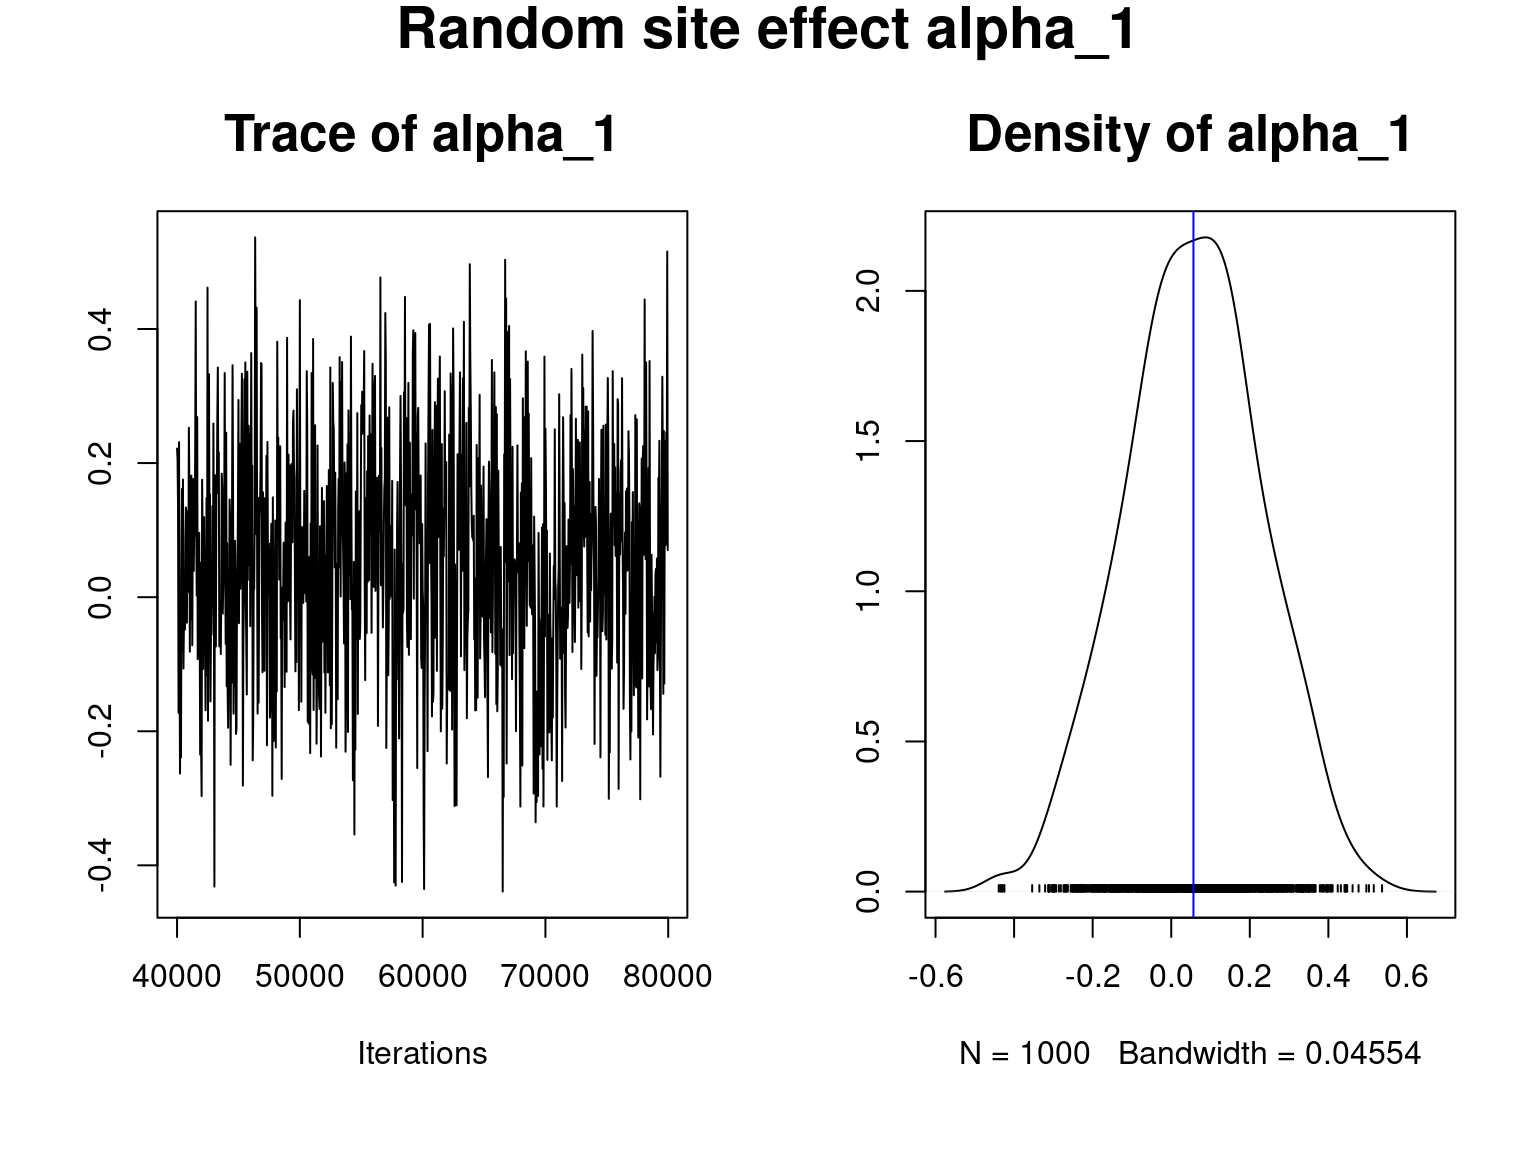 Random site effect alpha_1
Trace of alpha_1
0.4
0.2
0.0
-0.2
-0.4
40000 50000 60000 70000 80000
Iterations
Density of alpha_1
2.0
1.5
1.0
0.5
0.0
-0.6 -0.2 0.0 0.2 0.4 0.6
N = 1000 Bandwidth = 0.04554